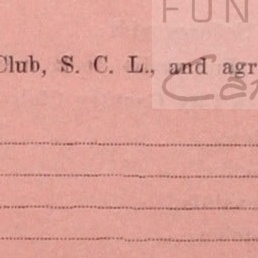 FUN
Club, S. C. L., and agr